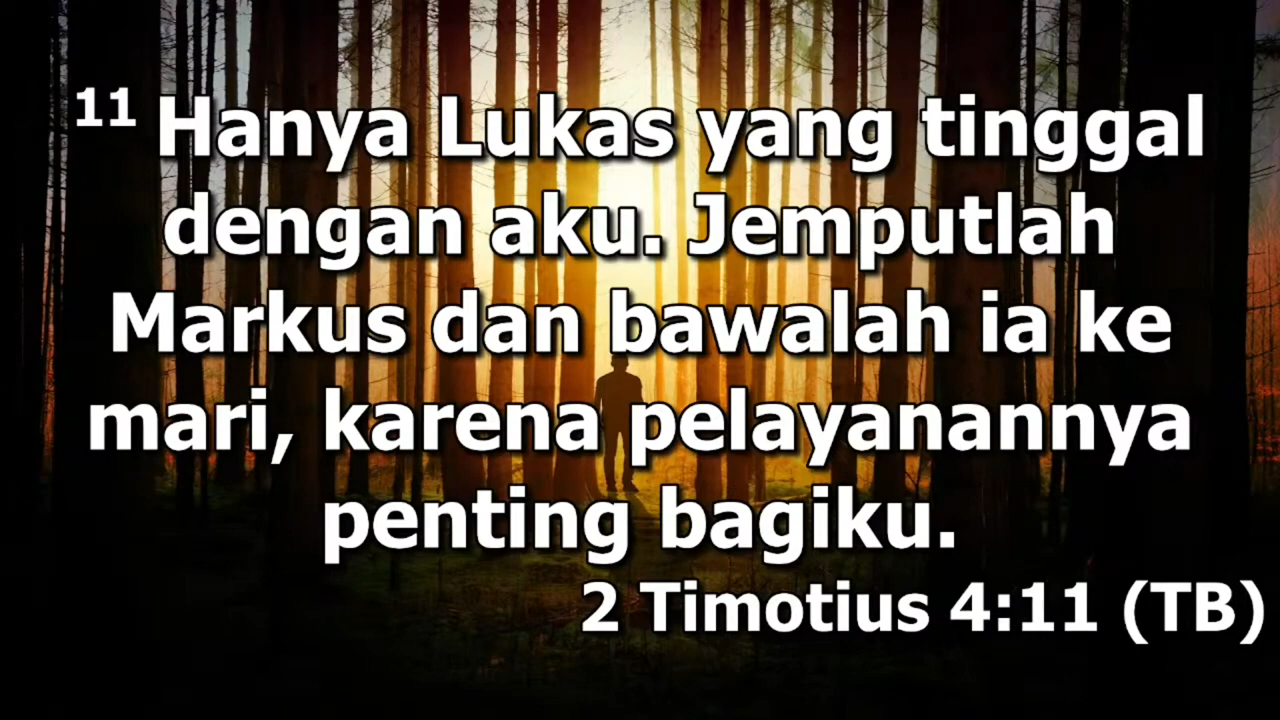 11 Hanya Lukas yang tinggal
dengan aku. Jemputlah
Markus dan bawalah ia ke
mari, karena pelayanannya
penting bagiku.
2 Timotius 4:11 (TB)